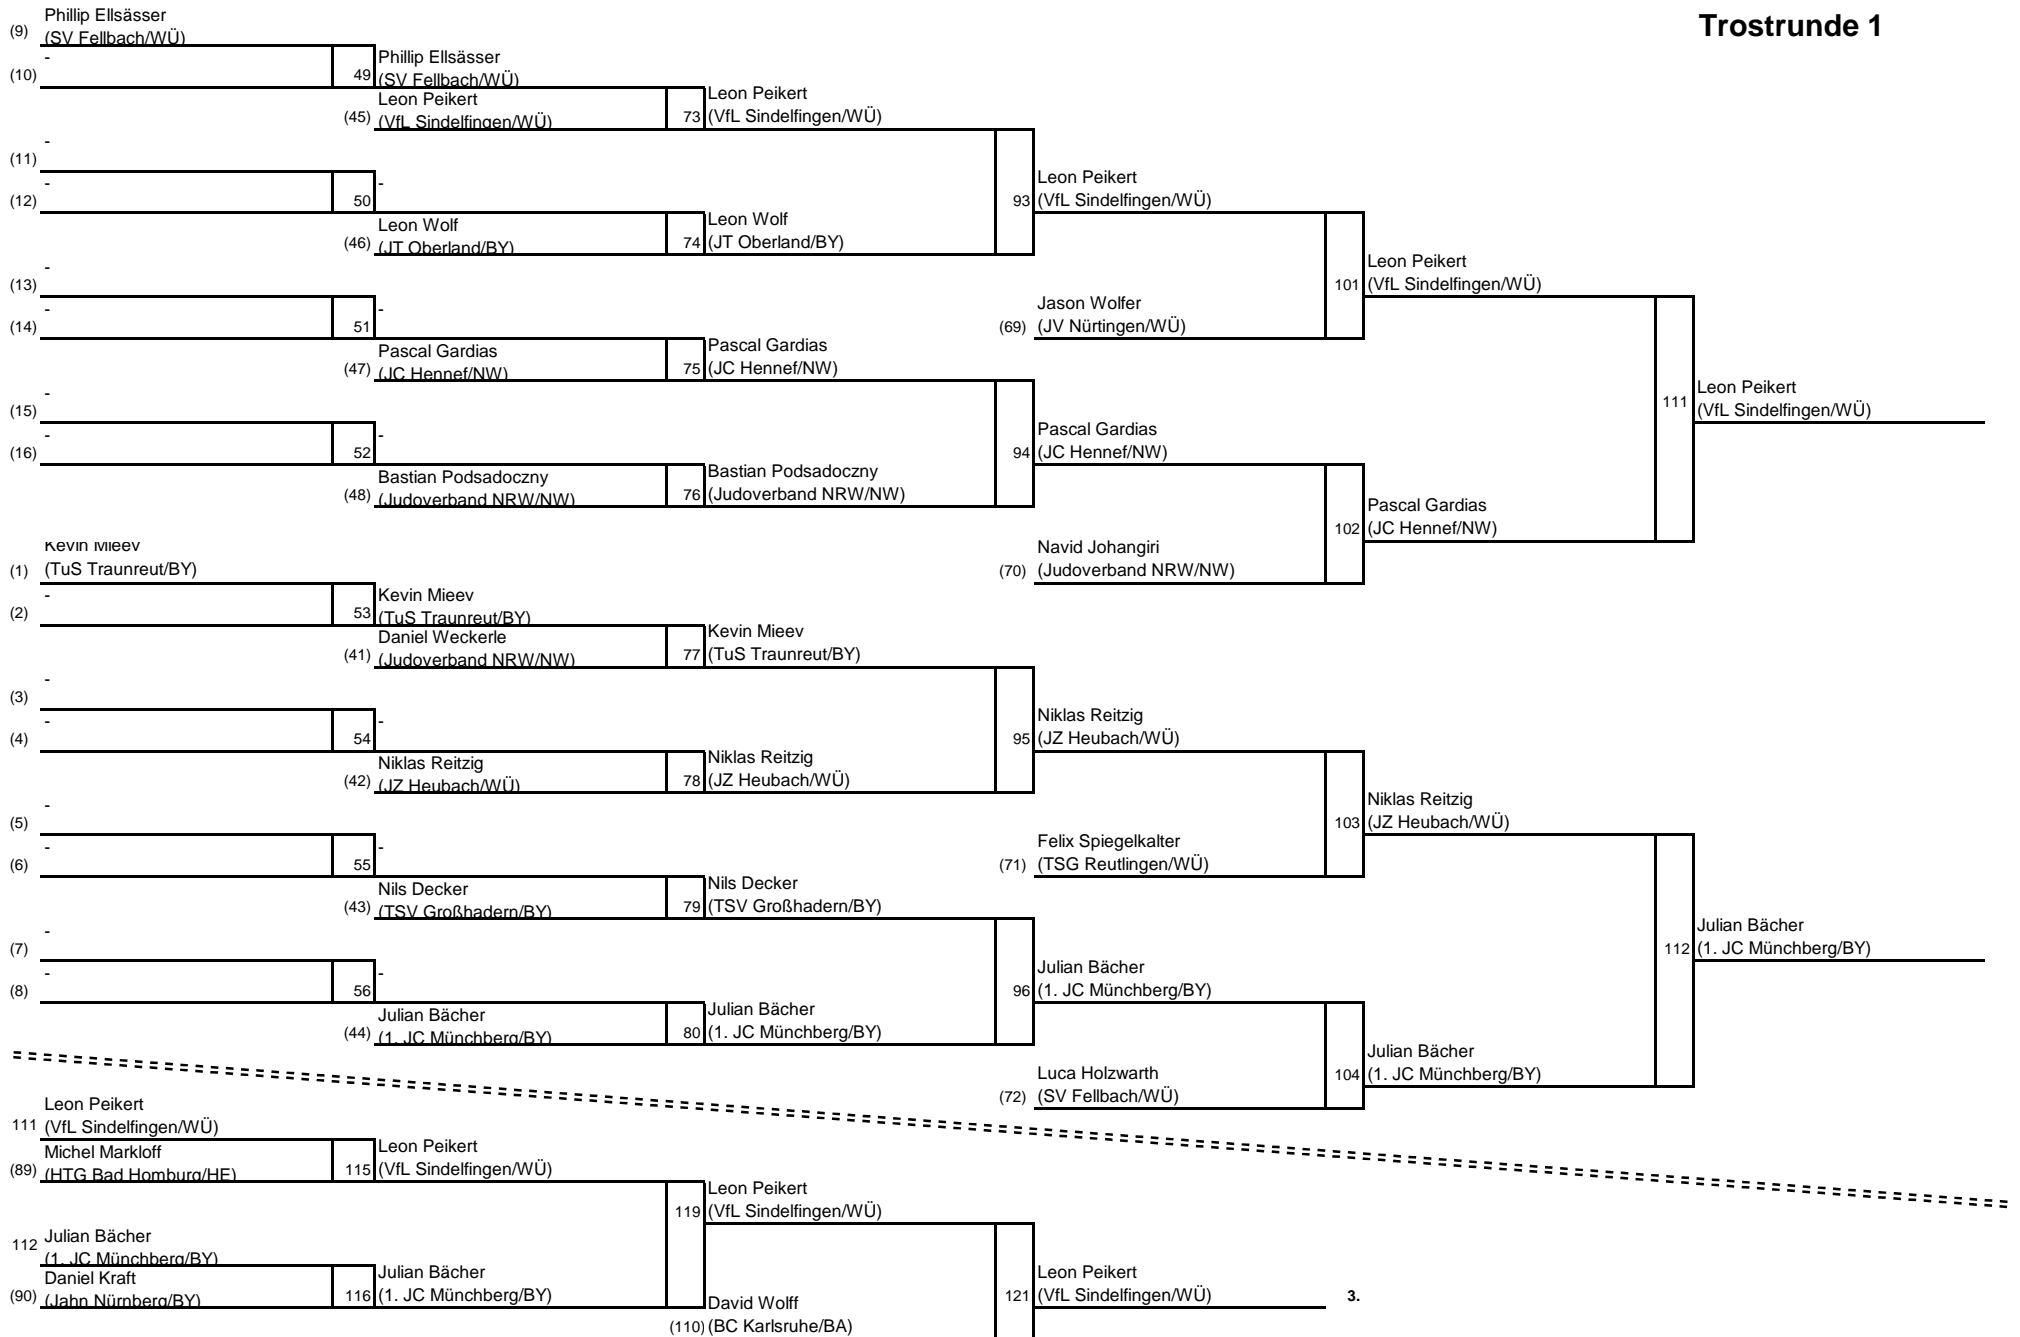 Trostrunde 1
Phillip Ellsässer
(9) (SV Fellbach/WÜ)
-
(10)
49
Phillip Ellsässer
(SV Fellbach/WÜ)
Leon Peikert
(45) (VfL Sindelfingen/WÜ)
73
Leon Peikert
(VfL Sindelfingen/WÜ)
-
(11)
-
(12)
50
-
Leon Wolf
(46) (JT Oberland/BY)
74
Leon Wolf
(JT Oberland/BY)
93
Leon Peikert
(VfL Sindelfingen/WÜ)
-
(13)
-
(14)
51
-
Pascal Gardias
(47) (JC Hennef/NW)
75
Pascal Gardias
(JC Hennef/NW)
Jason Wolfer
(69) (JV Nürtingen/WÜ)
101
Leon Peikert
(VfL Sindelfingen/WÜ)
-
(15)
-
(16)
52
-
Bastian Podsadoczny
(48) (Judoverband NRW/NW)
76
Bastian Podsadoczny
(Judoverband NRW/NW)
94
Pascal Gardias
(JC Hennef/NW)
111
Leon Peikert
(VfL Sindelfingen/WÜ)
Navid Johangiri
(70) (Judoverband NRW/NW)
102
Pascal Gardias
(JC Hennef/NW)
Kevin Mieev
(1) (TuS Traunreut/BY)
-
(2)
53
Kevin Mieev
(TuS Traunreut/BY)
Daniel Weckerle
(41) (Judoverband NRW/NW)
77
Kevin Mieev
(TuS Traunreut/BY)
-
(3)
-
(4)
54
-
Niklas Reitzig
(42) (JZ Heubach/WÜ)
78
Niklas Reitzig
(JZ Heubach/WÜ)
95
Niklas Reitzig
(JZ Heubach/WÜ)
-
(5)
-
(6)
55
-
Nils Decker
(43) (TSV Großhadern/BY)
79
Nils Decker
(TSV Großhadern/BY)
Felix Spiegelkalter
(71) (TSG Reutlingen/WÜ)
103
Niklas Reitzig
(JZ Heubach/WÜ)
-
(7)
-
(8)
56
-
Julian Bächer
(44) (1. JC Münchberg/BY)
80
Julian Bächer
(1. JC Münchberg/BY)
96
Julian Bächer
(1. JC Münchberg/BY)
112
Julian Bächer
(1. JC Münchberg/BY)
Luca Holzwarth
(72) (SV Fellbach/WÜ)
104
Julian Bächer
(1. JC Münchberg/BY)
Leon Peikert
111 (VfL Sindelfingen/WÜ)
Michel Markloff
(89) (HTG Bad Homburg/HE)
115
Leon Peikert
(VfL Sindelfingen/WÜ)
119
Leon Peikert
(VfL Sindelfingen/WÜ)
112 Julian Bächer
(1. JC Münchberg/BY)
Daniel Kraft
(90) (Jahn Nürnberg/BY)
116
Julian Bächer
(1. JC Münchberg/BY)
David Wolff
(110) (BC Karlsruhe/BA)
121
Leon Peikert
(VfL Sindelfingen/WÜ)
3.